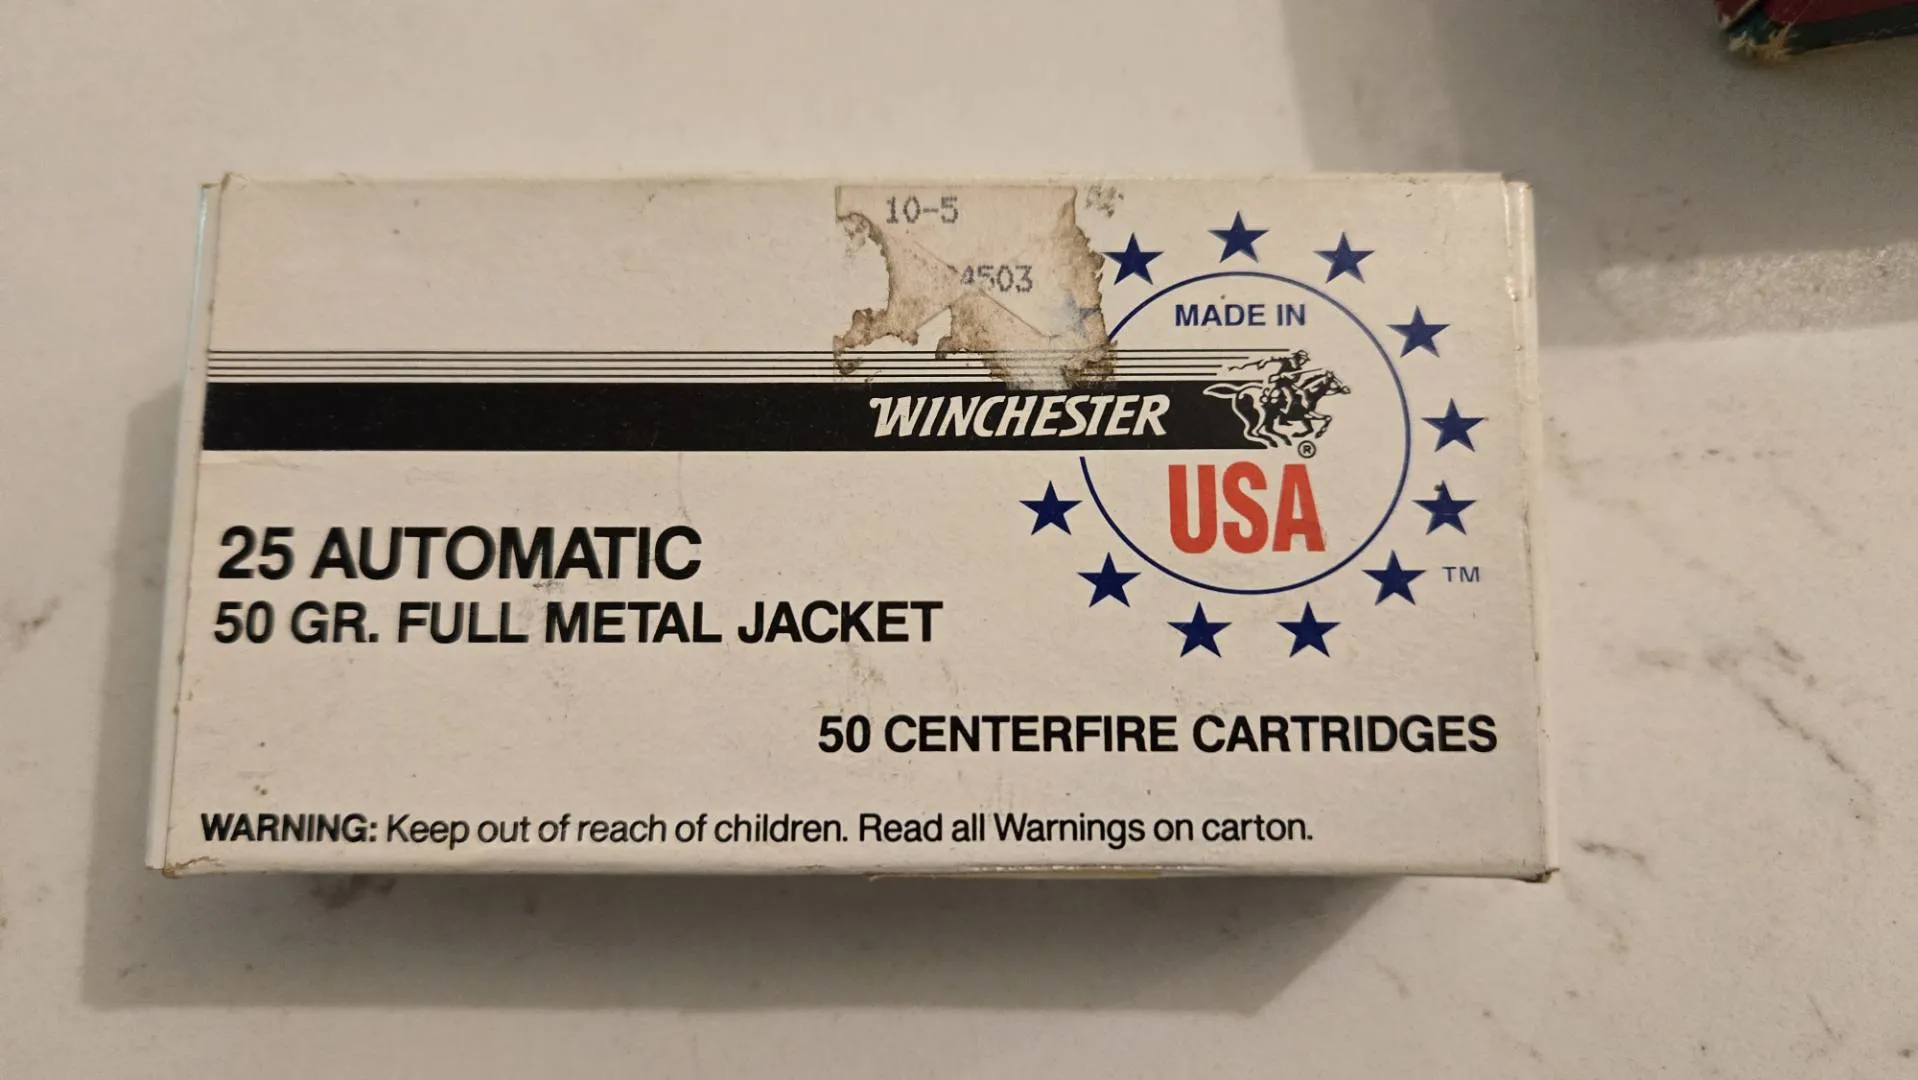 10-5
4503
MADE IN
WINCHESTER
®
USA
TM
25 AUTOMATIC
50 GR. FULL METAL JACKET
50 CENTERFIRE CARTRIDGES
WARNING: Keep out of reach of children. Read all Warnings on carton.